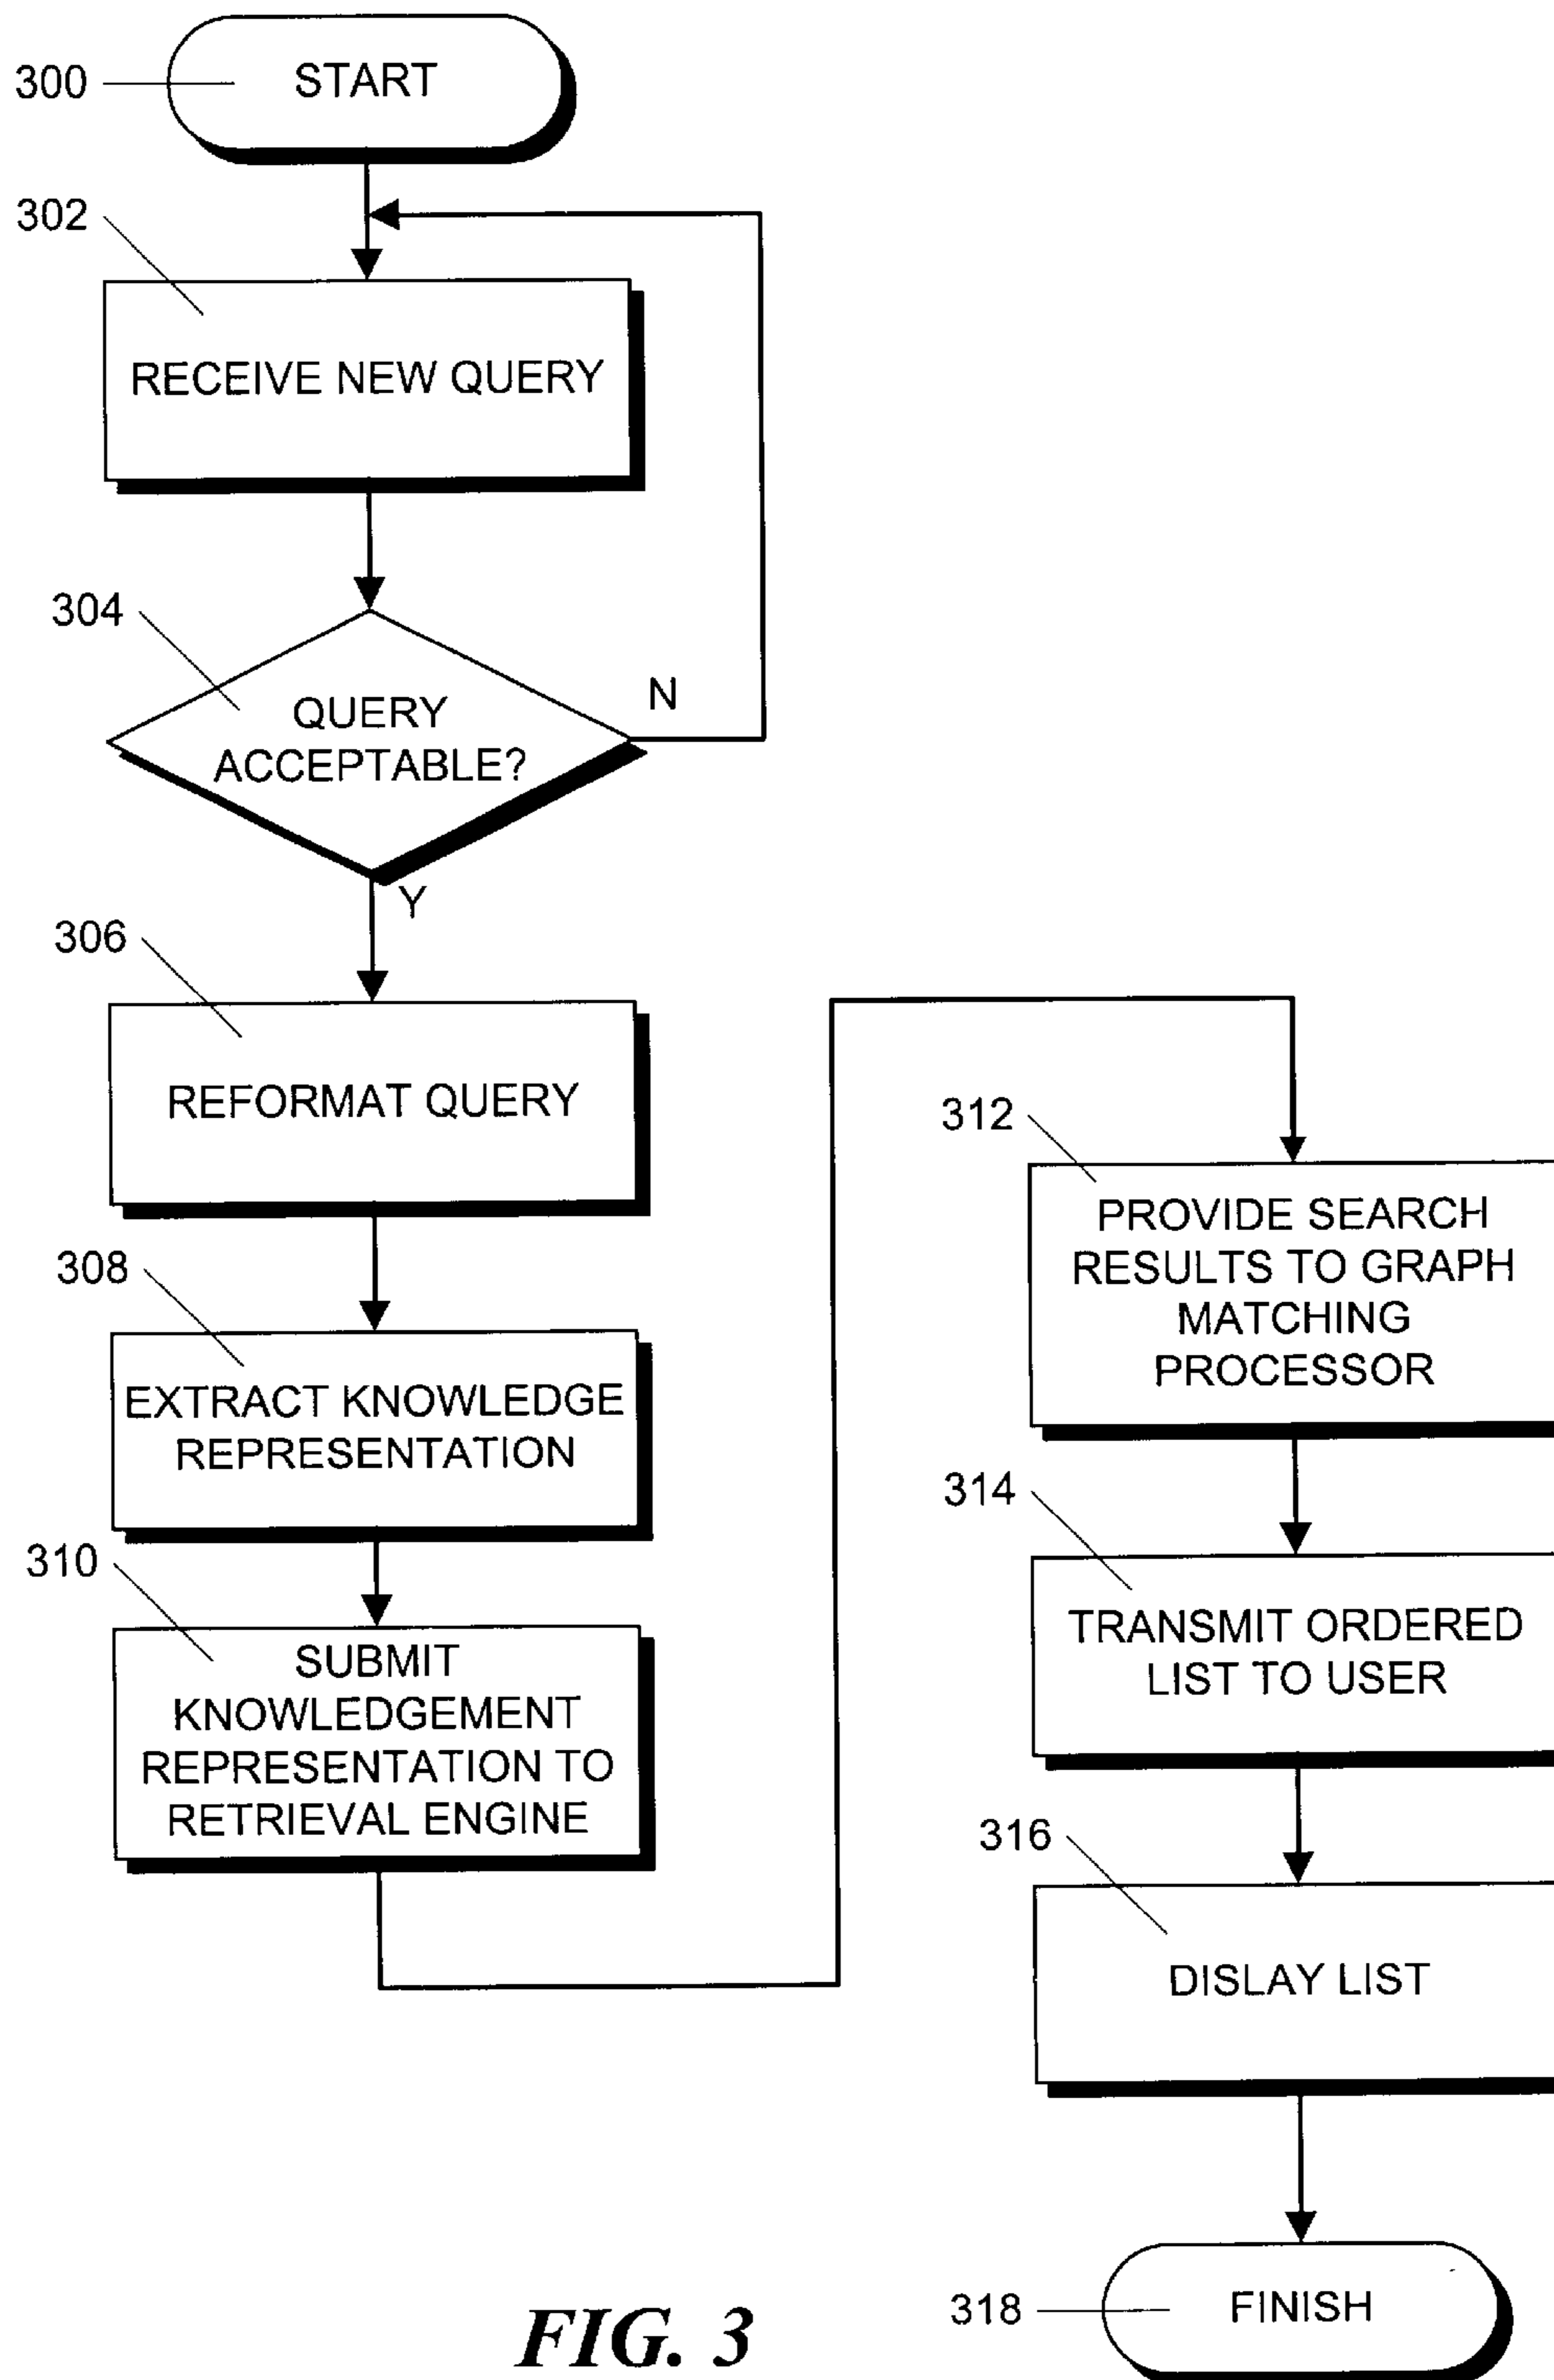 300
START
302
RECEIVE NEW QUERY
304
QUERY
ACCEPTABLE?
N
Y
306
REFORMAT QUERY
308
EXTRACT KNOWLEDGE
REPRESENTATION
310
SUBMIT
KNOWLEDGEMENT
REPRESENTATION TO
RETRIEVAL ENGINE
312
PROVIDE SEARCH
RESULTS TO GRAPH
MATCHING
PROCESSOR
314
TRANSMIT ORDERED
LIST TO USER
316
DISLAY LIST
318
FINISH
FIG. 3